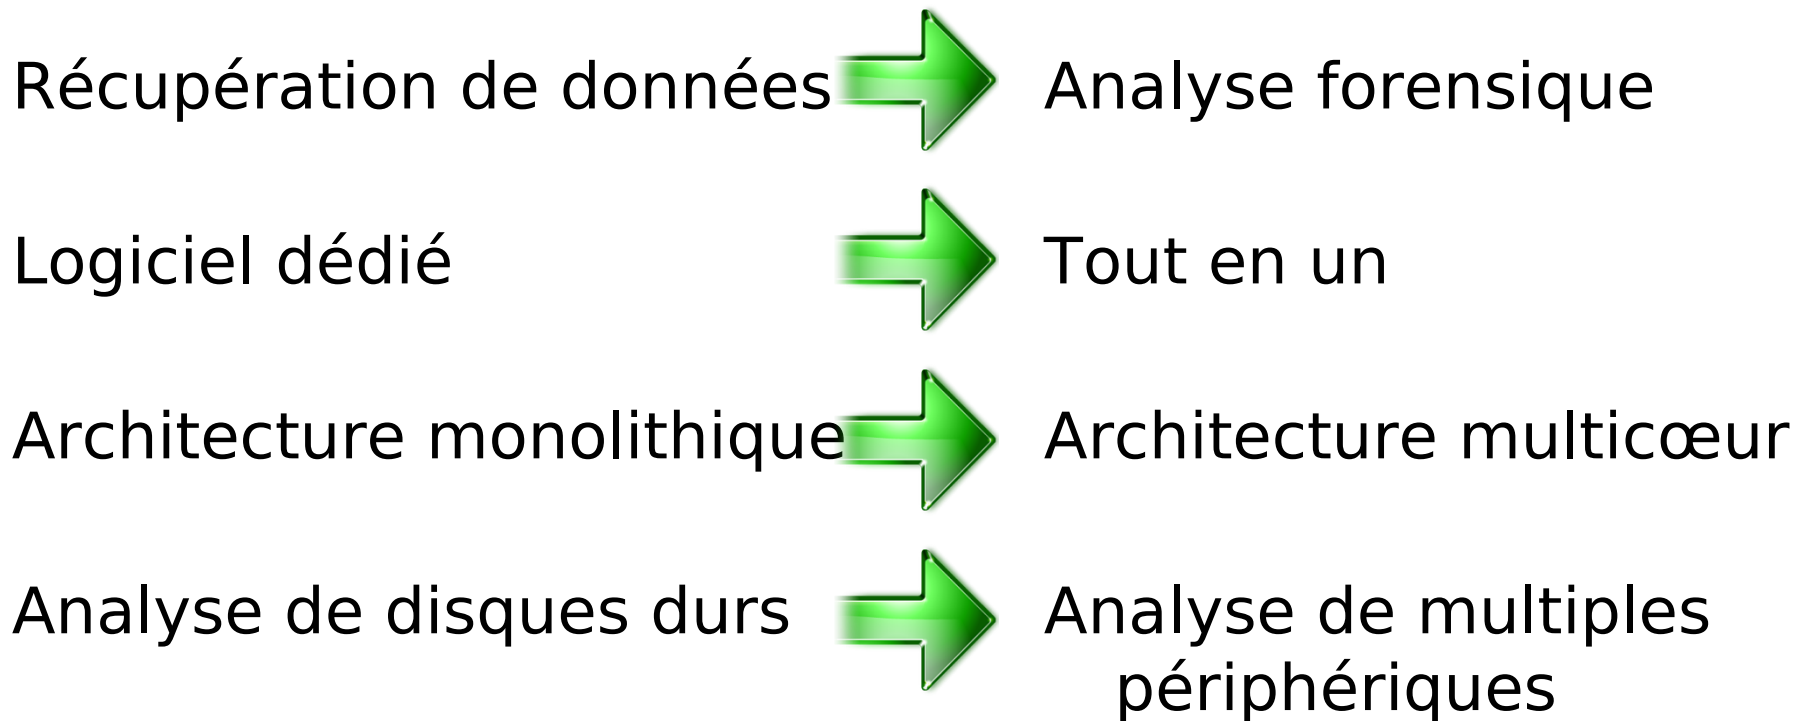 Récupération de données Analyse forensique
Logiciel dédié Tout en un
Architecture monolithique Architecture multicœur
Analyse de disques durs Analyse de multiples
périphériques